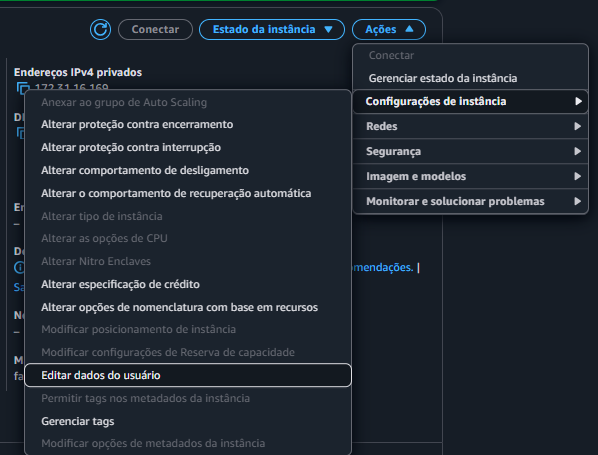 Conectar
Estado da instância
Ações
Conectar
Gerenciar estado da instância
Configurações de instância
Redes
Segurança
Imagem e modelos
Monitorar e solucionar problemas
Endereços IPv4 privados
172.31.16.169
Anexar ao grupo de Auto Scaling
Alterar proteção contra encerramento
Alterar proteção contra interrupção
Alterar comportamento de desligamento
Alterar o comportamento de recuperação automática
Alterar tipo de instância
Alterar as opções de CPU
Alterar Nitro Enclaves
Alterar especificação de crédito
Alterar opções de nomenclatura com base em recursos
Modificar posicionamento de instância
Modificar configurações de Reserva de capacidade
Editar dados do usuário
Permitir tags nos metadados da instância
Gerenciar tags
Modificar opções de metadados da instância
omendações. |